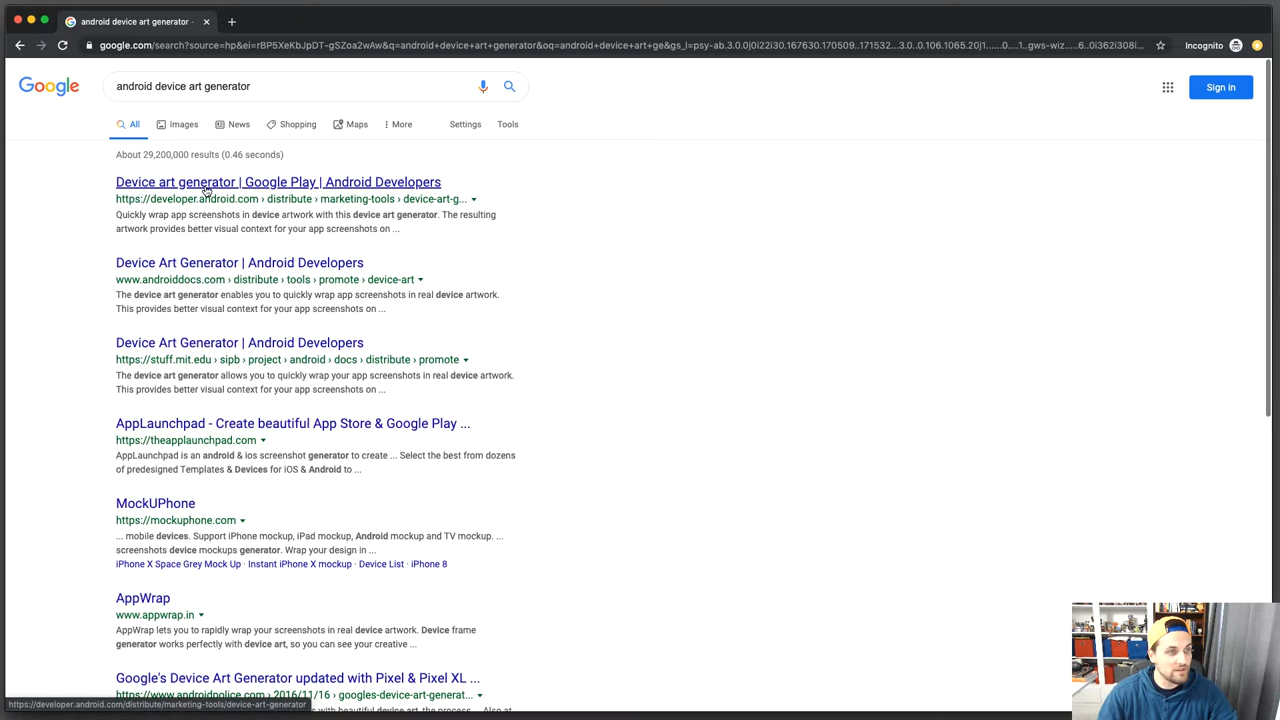 android device art generator -
google.com/search?source=hp&ei=rBP5XeKbJpDT-gSZoa2wAw&q=android+device+art+generator&oq=android+device+art+ge&gs_l=psy-ab.3.0.0j0i22i30.167630.170509..171532...3.0..0.106.1065.20j1......0....1..gws-wiz.....6..0i362i308i...
Incognito
Google
android device art generator
Sign in
All
Images
News
Shopping
Maps
More
Settings
Tools
About 29,200,000 results (0.46 seconds)
Device art generator | Google Play | Android Developers
https://developer.android.com › distribute › marketing-tools › device-art-g...
Quickly wrap app screenshots in device artwork with this device art generator. The resulting
artwork provides better visual context for your app screenshots on ...
Device Art Generator | Android Developers
www.androiddocs.com › distribute › tools › promote › device-art
The device art generator enables you to quickly wrap app screenshots in real device artwork.
This provides better visual context for your app screenshots on ...
Device Art Generator | Android Developers
https://stuff.mit.edu › sipb › project › android › docs › distribute › promote
The device art generator allows you to quickly wrap your app screenshots in real device artwork.
This provides better visual context for your app screenshots on ...
AppLaunchpad - Create beautiful App Store & Google Play ...
https://theapplaunchpad.com
AppLaunchpad is an android & ios screenshot generator to create ... Select the best from dozens
of predesigned Templates & Devices for iOS & Android to ...
MockUPhone
https://mockuphone.com
... mobile devices. Support iPhone mockup, iPad mockup, Android mockup and TV mockup. ...
screenshots device mockups generator. Wrap your design in ...
iPhone X Space Grey Mock Up · Instant iPhone X mockup · Device List · iPhone 8
AppWrap
www.appwrap.in
AppWrap lets you to rapidly wrap your screenshots in real device artwork. Device frame
generator works perfectly with device art, so you can see your creative ...
Google's Device Art Generator updated with Pixel & Pixel XL ...
https://www.androidpolice.com › 2016/11/16 › googles-device-art-generat...
https://developer.android.com/distribute/marketing-tools/device-art-generator